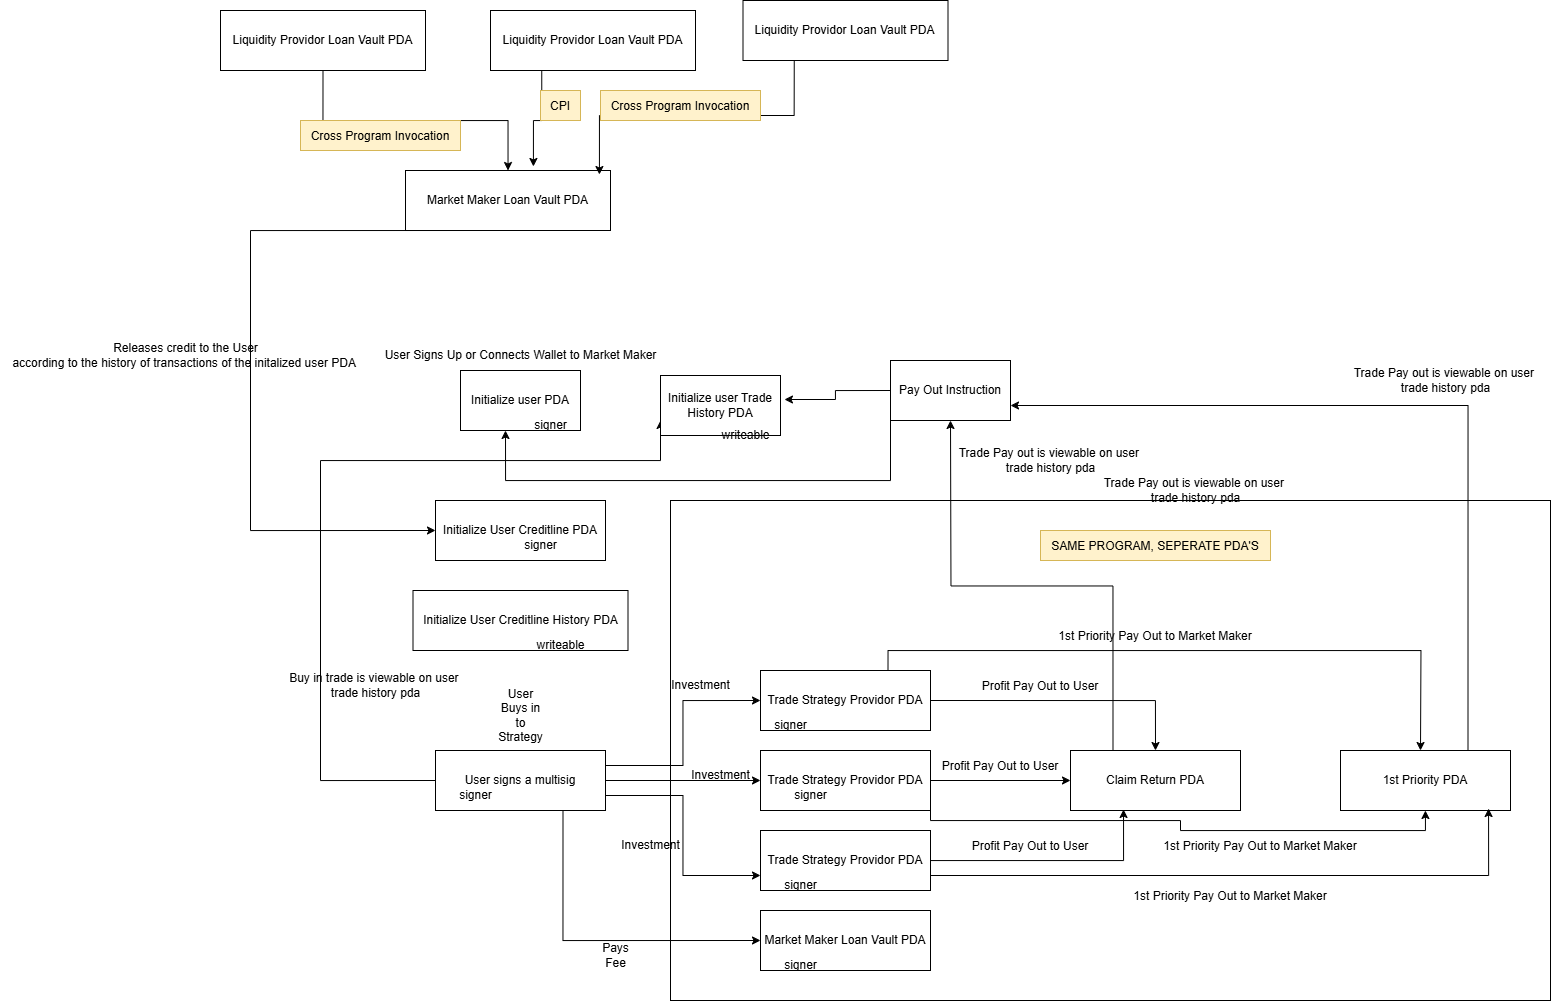 Liquidity Providor Loan Vault PDA
Liquidity Providor Loan Vault PDA
Liquidity Providor Loan Vault PDA
Cross Program Invocation
CPI
Cross Program Invocation
Market Maker Loan Vault PDA
Releases credit to the User
according to the history of transactions of the initalized user PDA
User Signs Up or Connects Wallet to Market Maker
Initialize user PDA
signer
Initialize user Trade
History PDA
writeable
Pay Out Instruction
Trade Pay out is viewable on user
trade history pda
Trade Pay out is viewable on user
trade history pda
Trade Pay out is viewable on user
trade history pda
Initialize User Creditline PDA
signer
SAME PROGRAM, SEPERATE PDA'S
Initialize User Creditline History PDA
writeable
Buy in trade is viewable on user
trade history pda
User
Buys in
to
Strategy
User signs a multisig
signer
Investment
Investment
Investment
Pays
Fee
Trade Strategy Providor PDA
signer
Trade Strategy Providor PDA
signer
Trade Strategy Providor PDA
signer
Market Maker Loan Vault PDA
signer
1st Priority Pay Out to Market Maker
Profit Pay Out to User
Profit Pay Out to User
Profit Pay Out to User
Claim Return PDA
1st Priority PDA
1st Priority Pay Out to Market Maker
1st Priority Pay Out to Market Maker